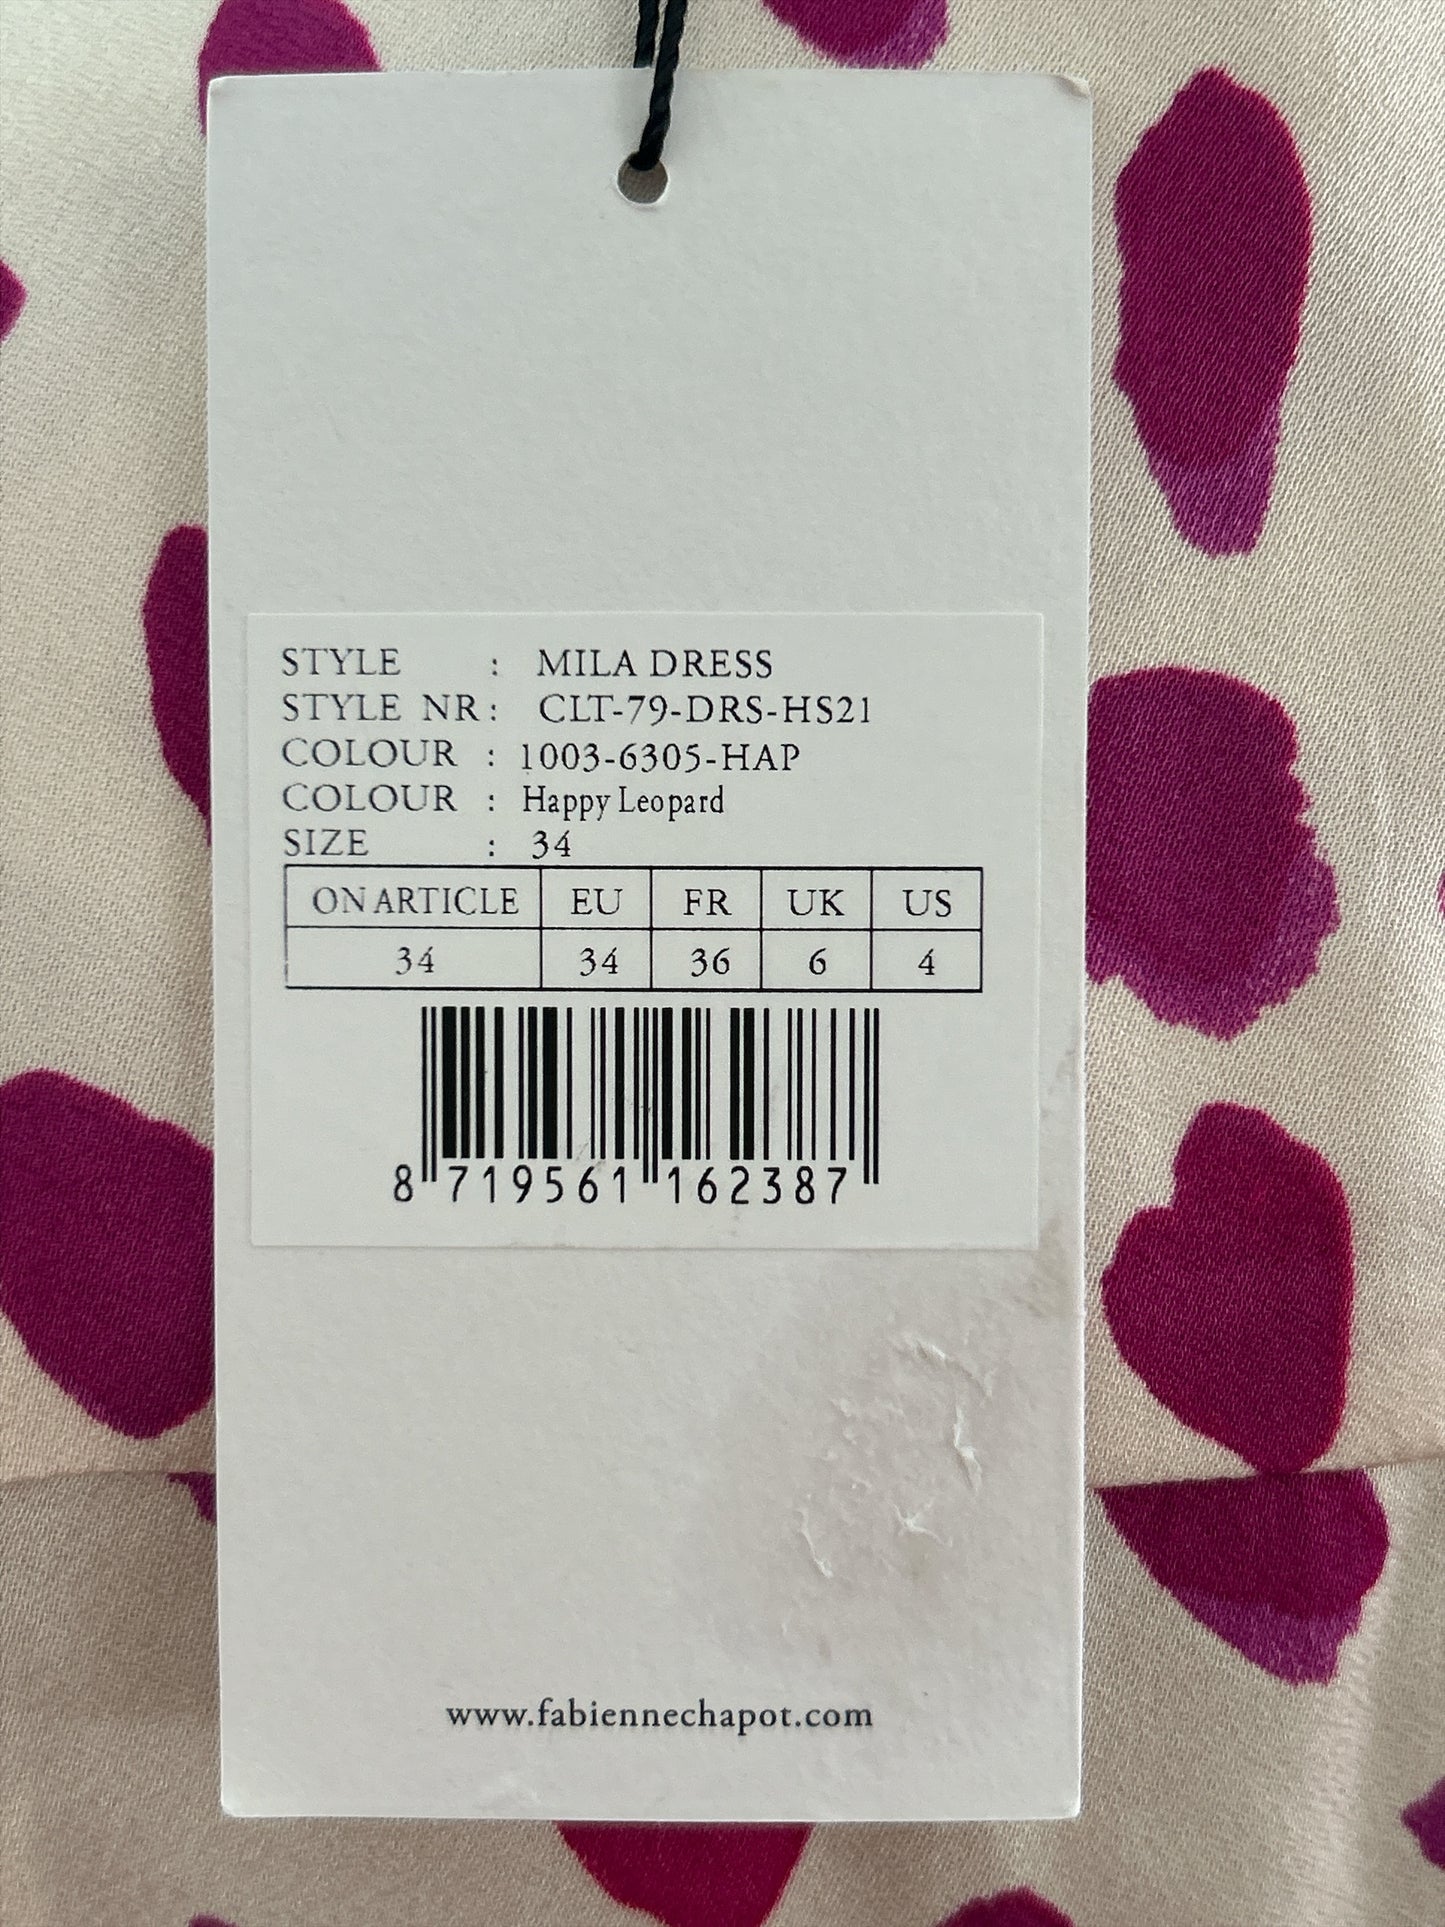 STYLE : MILA DRESS
STYLE NR: CLT-79-DRS-HS21
COLOUR : 1003-6305-HAP
COLOUR : Happy Leopard
SIZE : 34
ON ARTICLE EU FR UK US
34 34 36 6 4
8 719561 162387
www.fabiennechapot.com